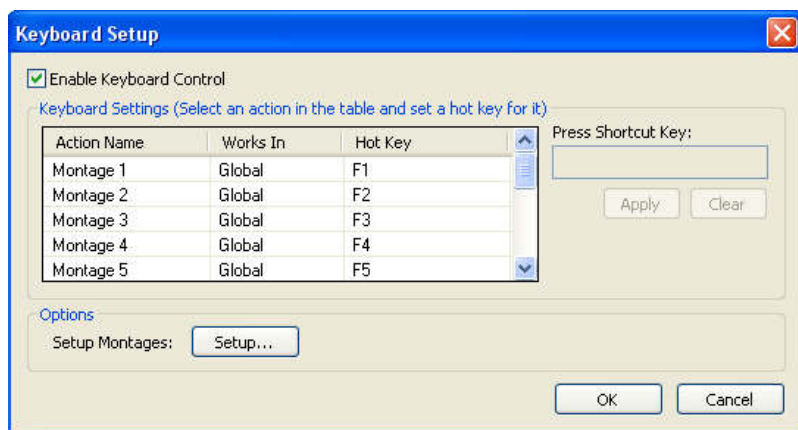 Keyboard Setup
Enable Keyboard Control
Keyboard Settings (Select an action in the table and set a hot key for it)
Action Name Works In Hot Key
Montage 1 Global F1
Montage 2 Global F2
Montage 3 Global F3
Montage 4 Global F4
Montage 5 Global F5
Press Shortcut Key:
Apply Clear
Options
Setup Montages: Setup...
OK Cancel